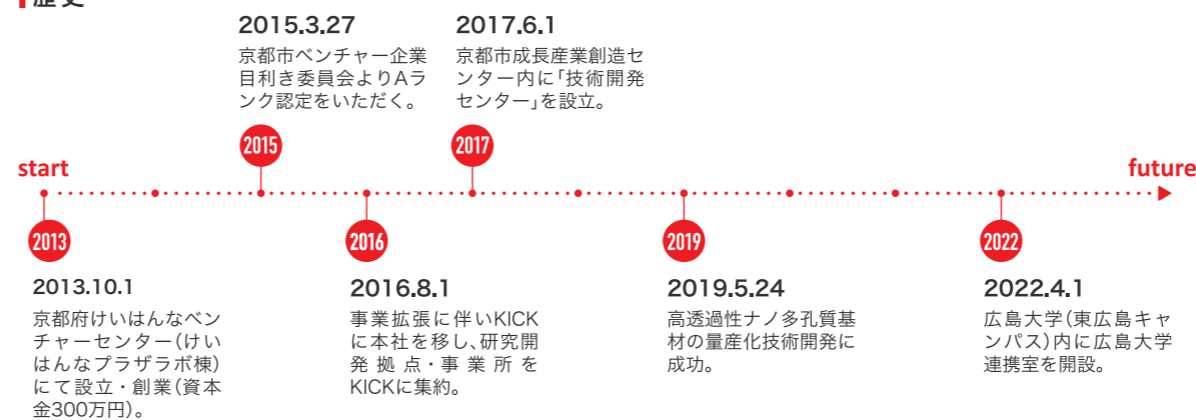 歴史
2015.3.27
京都市ベンチャー企業
目利き委員会よりAラ
ンク認定をいただく。
2017.6.1
京都市成長産業創造セ
ンター内に「技術開発
センター」を設立。
2015
2017
start
future
2013
2016
2019
2022
2013.10.1
京都府けいはんなベン
チャーセンター(けい
はんなプラザラボ棟)
にて設立・創業(資本
金300万円)。
2016.8.1
事業拡張に伴いKICK
に本社を移し、研究開
発拠点・事業所を
KICKに集約。
2019.5.24
高透過性ナノ多孔質基
材の量産化技術開発に
成功。
2022.4.1
広島大学(東広島キャ
ンパス)内に広島大学
連携室を開設。